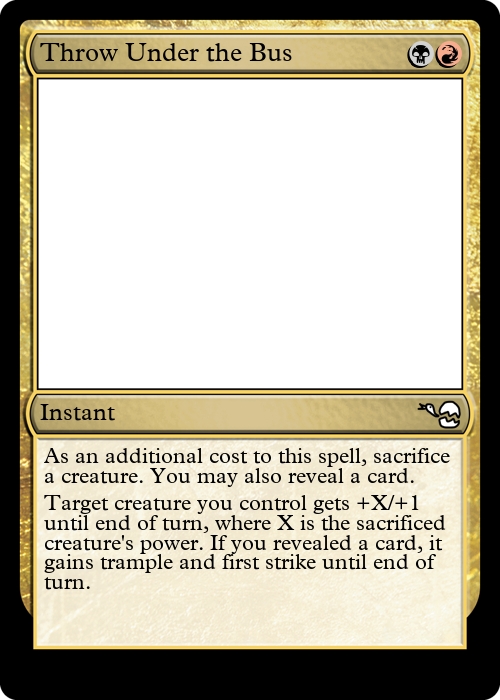 Throw Under the Bus
Instant
As an additional cost to this spell, sacrifice
a creature. You may also reveal a card.
Target creature you control gets +X/+1
until end of turn, where X is the sacrificed
creature's power. If you revealed a card, it
gains trample and first strike until end of
turn.